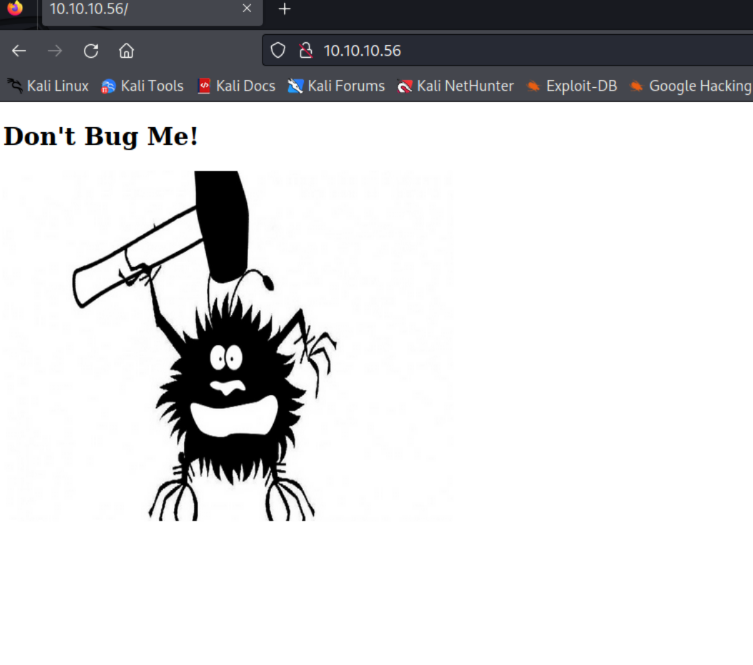 10.10.10.56/
10.10.10.56
Kali Linux Kali Tools Kali Docs Kali Forums Kali NetHunter Exploit-DB Google Hacking
Don't Bug Me!